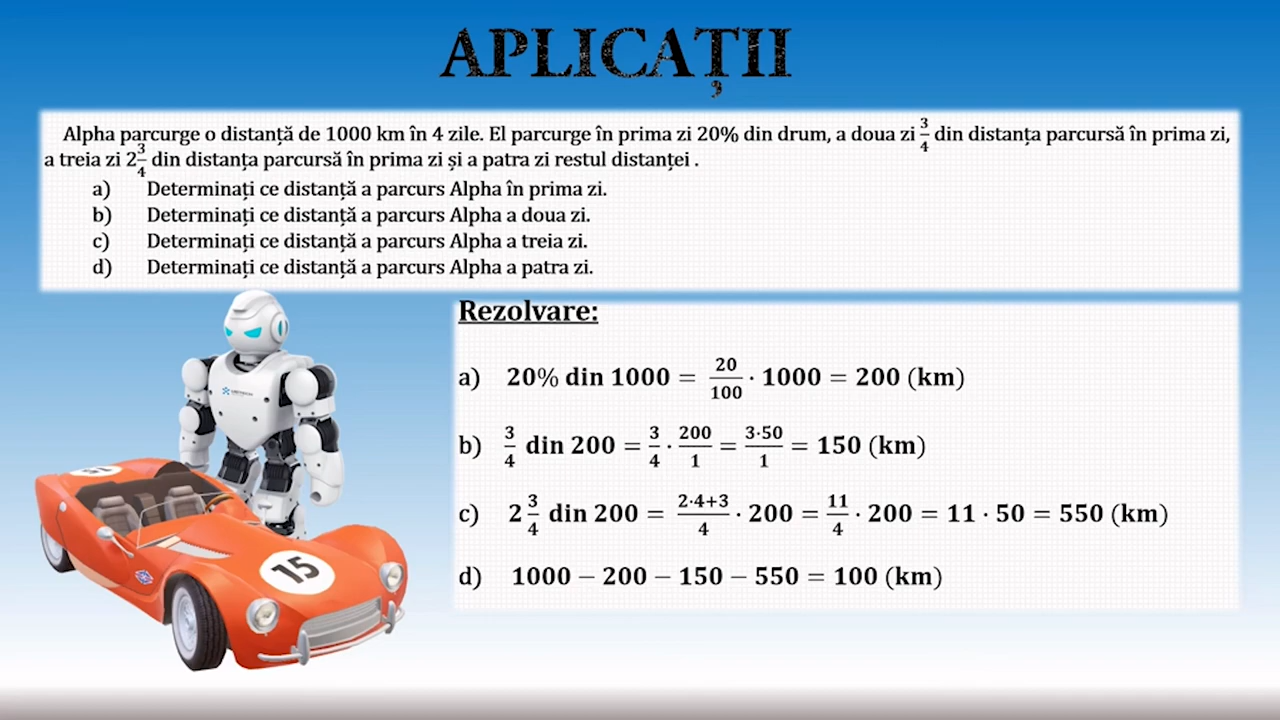 APLICAȚII
Alpha parcurge o distanță de 1000 km în 4 zile. El parcurge în prima zi 20% din drum, a doua zi 3/4 din distanța parcursă în prima zi,
a treia zi 2 3/4 din distanța parcursă în prima zi și a patra zi restul distanței .
a) Determinați ce distanță a parcurs Alpha în prima zi.
b) Determinați ce distanță a parcurs Alpha a doua zi.
c) Determinați ce distanță a parcurs Alpha a treia zi.
d) Determinați ce distanță a parcurs Alpha a patra zi.
Rezolvare:
a) 20% din 1000 = 20/100 · 1000 = 200 (km)
b) 3/4 din 200 = 3/4 · 200/1 = 3·50/1 = 150 (km)
c) 2 3/4 din 200 = 2·4+3/4 · 200 = 11/4 · 200 = 11 · 50 = 550 (km)
d) 1000 − 200 − 150 − 550 = 100 (km)
15